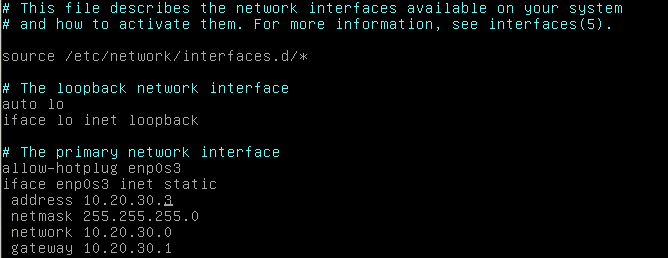 # This file describes the network interfaces available on your system
# and how to activate them. For more information, see interfaces(5).
source /etc/network/interfaces.d/*
# The loopback network interface
auto lo
iface lo inet loopback
# The primary network interface
allow-hotplug enp0s3
iface enp0s3 inet static
address 10.20.30.3
netmask 255.255.255.0
network 10.20.30.0
gateway 10.20.30.1